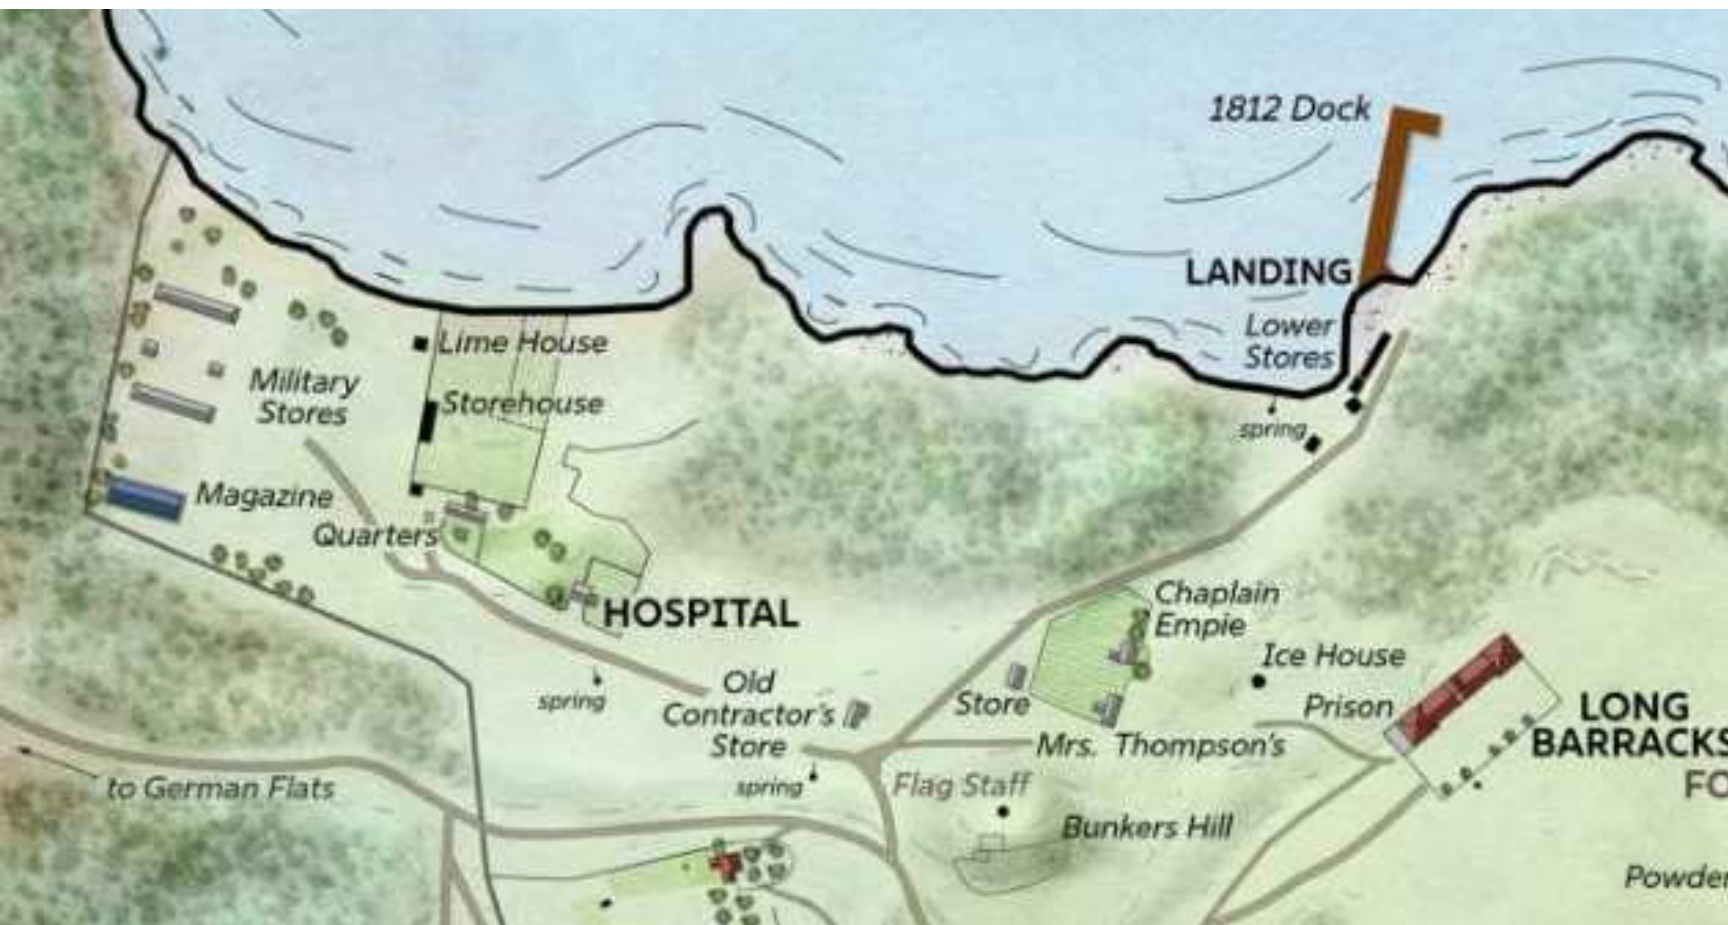 1812 Dock
LANDING
Lower
Stores
Lime House
Military
Stores
Storehouse
spring
Magazine
Quarters
HOSPITAL
Chaplain
Empie
Ice House
Old
Contractor's
Store
spring
Store
Prison
LONG
BARRACKS
Mrs. Thompson's
FO
to German Flats
spring
Flag Staff
Bunkers Hill
Powder